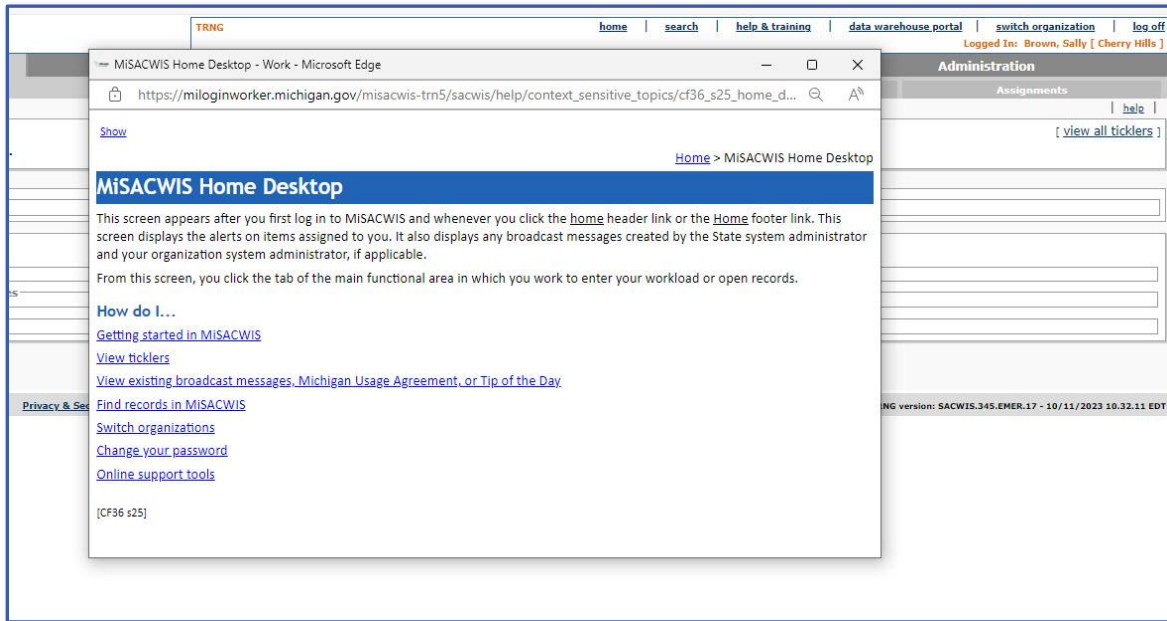 TRNG
home | search | help & training | data warehouse portal | switch organization | log off
Logged In: Brown, Sally [ Cherry Hills ]
MiSACWIS Home Desktop - Work - Microsoft Edge
Administration
https://miloginworker.michigan.gov/misacwis-trn5/sacwis/help/context_sensitive_topics/cf36_s25_home_d...
Assignments
| help |
Show
[ view all ticklers ]
Home > MiSACWIS Home Desktop
MiSACWIS Home Desktop
This screen appears after you first log in to MiSACWIS and whenever you click the home header link or the Home footer link. This
screen displays the alerts on items assigned to you. It also displays any broadcast messages created by the State system administrator
and your organization system administrator, if applicable.
From this screen, you click the tab of the main functional area in which you work to enter your workload or open records.
How do I...
Getting started in MiSACWIS
View ticklers
View existing broadcast messages, Michigan Usage Agreement, or Tip of the Day
Find records in MiSACWIS
Privacy & Sec
NG version: SACWIS.345.EMER.17 - 10/11/2023 10.32.11 EDT
Switch organizations
Change your password
Online support tools
[CF36 s25]